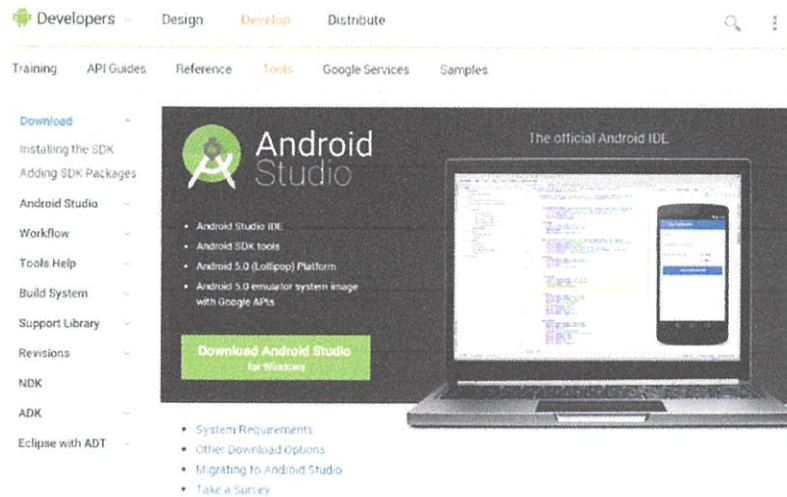 Developers
Design
Develop
Distribute
Training
API Guides
Reference
Tools
Google Services
Samples
Download
Installing the SDK
Adding SDK Packages
Android Studio
Workflow
Tools Help
Build System
Support Library
Revisions
NDK
ADK
Eclipse with ADT
Android
Studio
The official Android IDE
• Android Studio IDE
• Android SDK tools
• Android 5.0 (Lollipop) Platform
• Android 5.0 emulator system image
with Google APIs
Download Android Studio
for Windows
• System Requirements
• Other Download Options
• Migrating to Android Studio
• Take a Survey